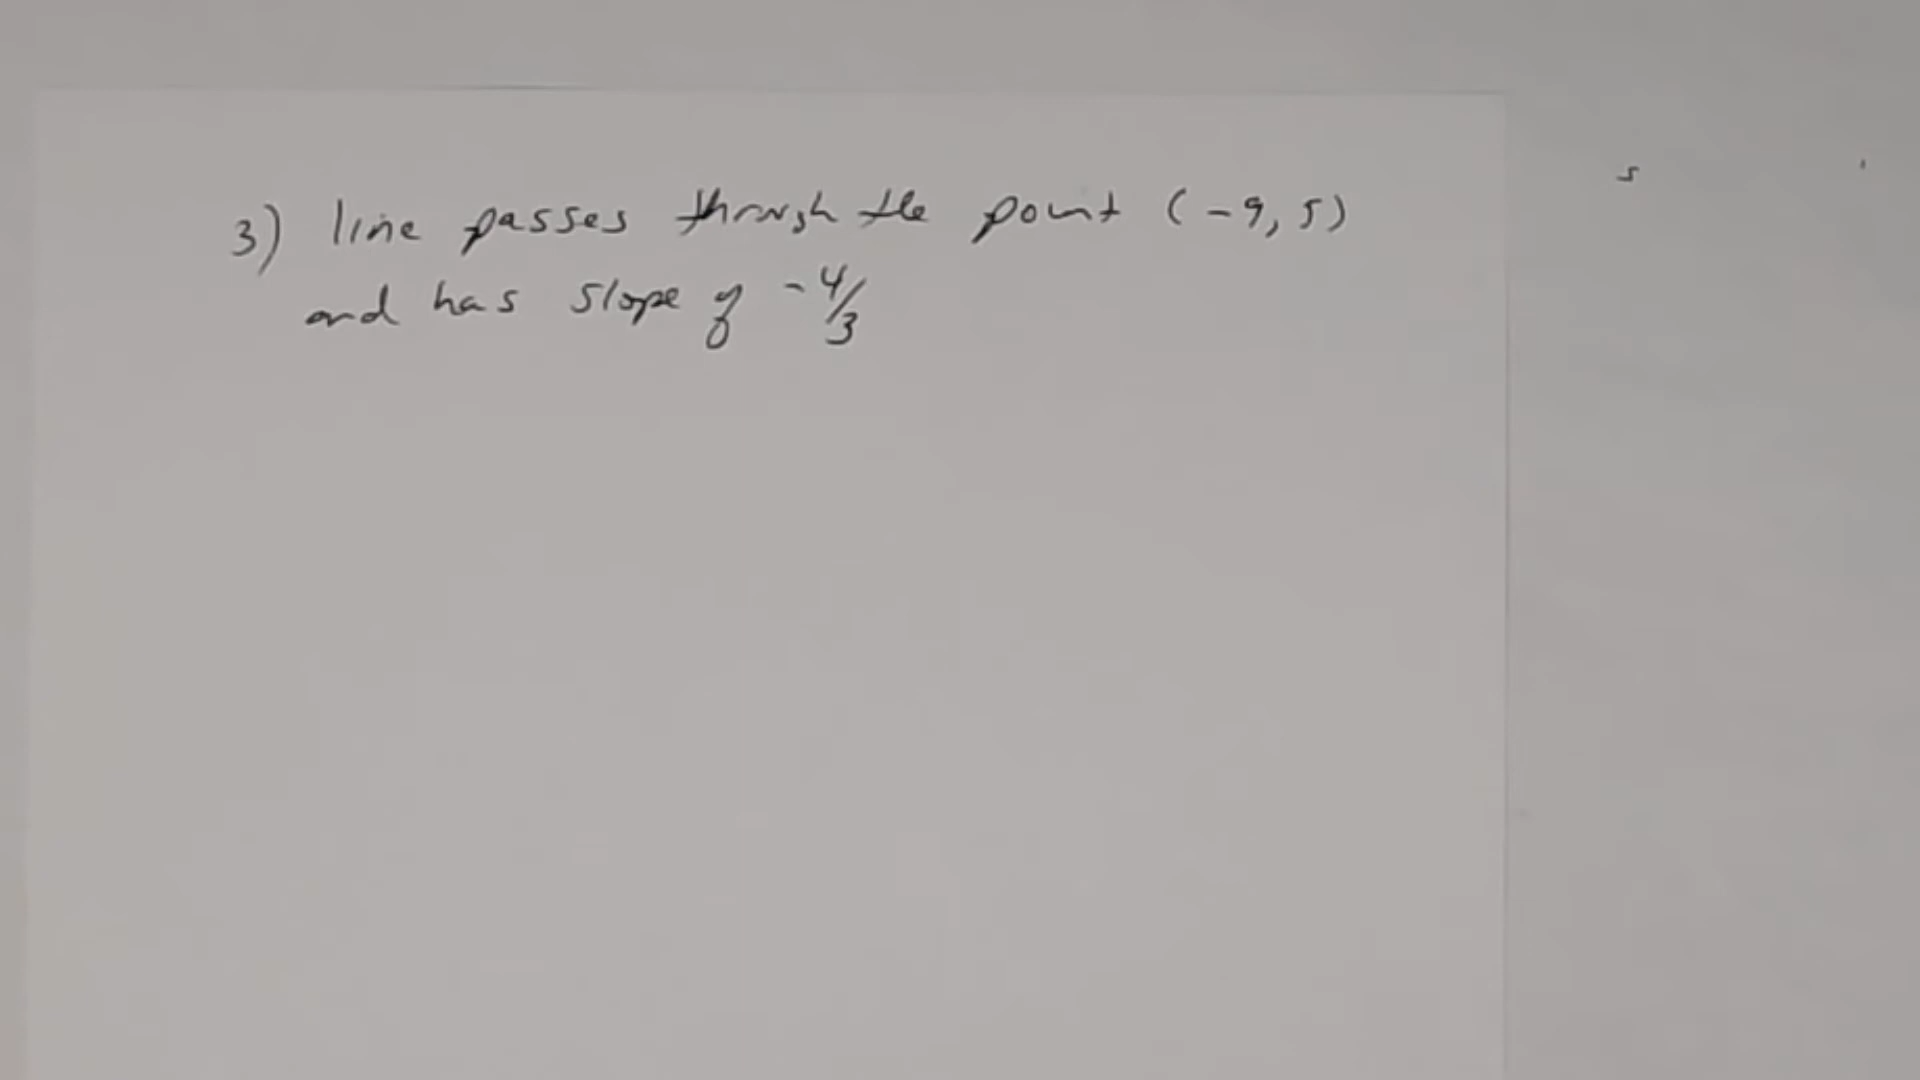 3) line passes through the point (-9, 5)
and has slope of -4/3
s